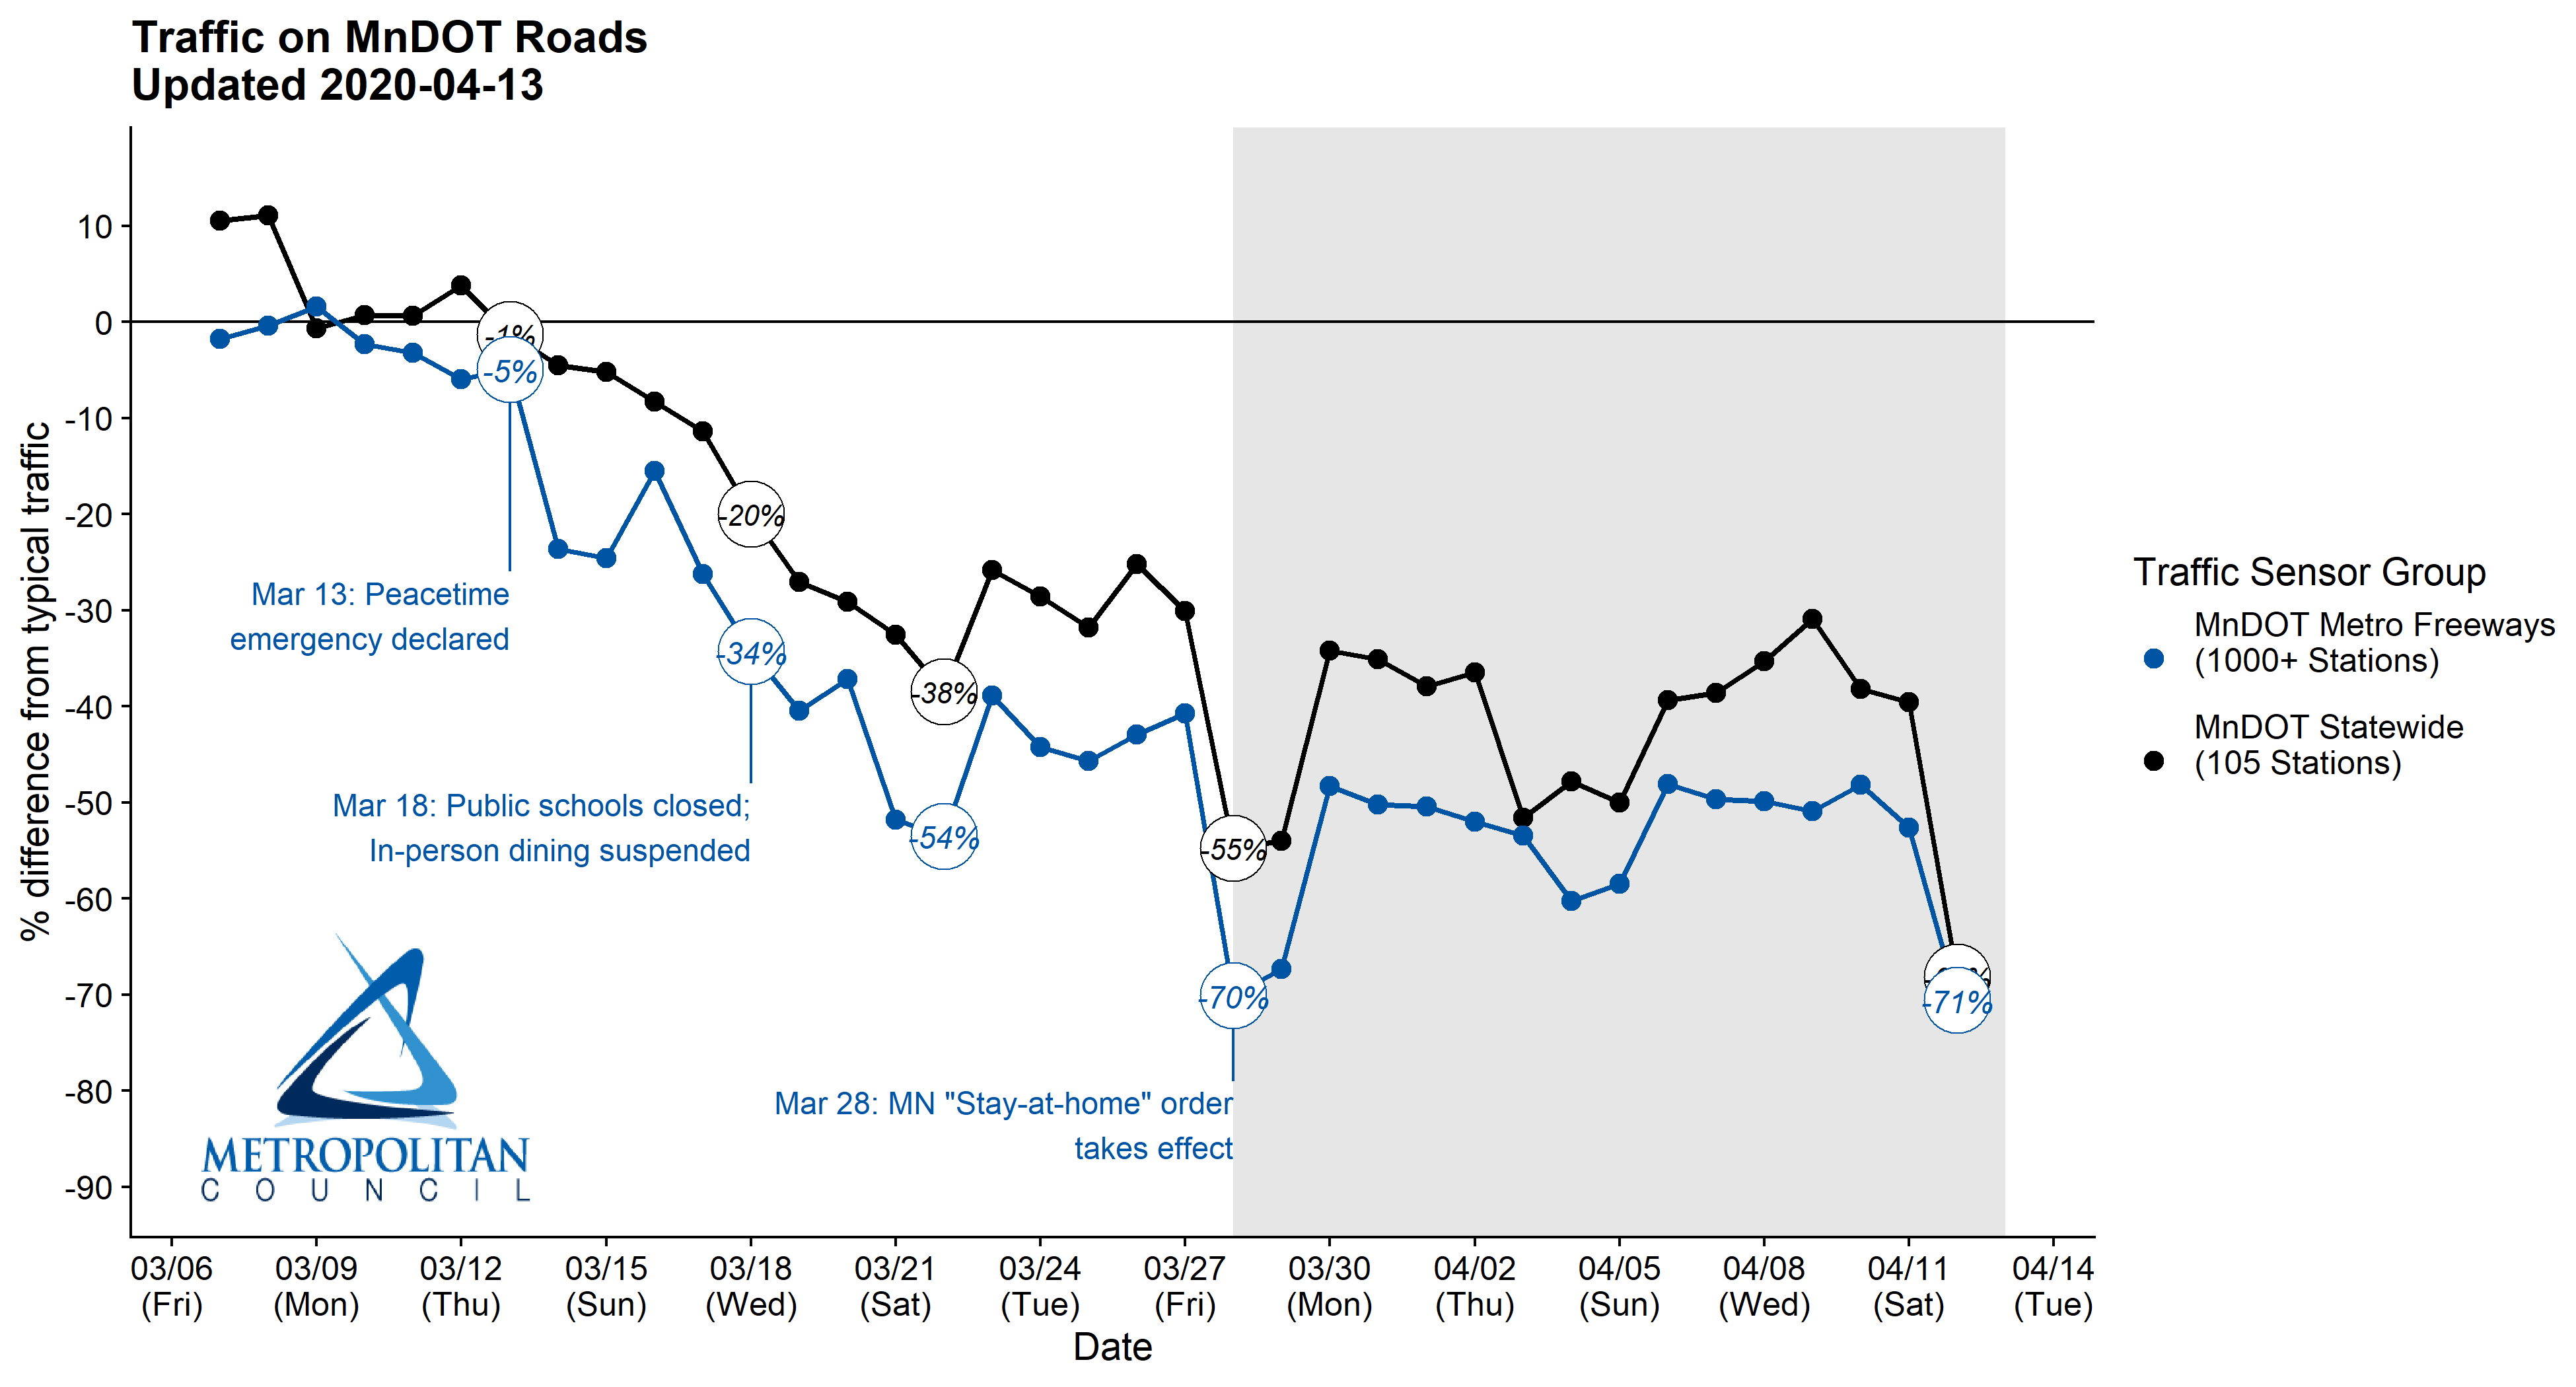 Traffic on MnDOT Roads
Updated 2020-04-13
% difference from typical traffic
10
0
-10
-20
-30
-40
-50
-60
-70
-80
-90
-1%
-5%
-20%
-34%
-38%
-54%
-55%
-70%
-71%
Mar 13: Peacetime
emergency declared
Mar 18: Public schools closed;
In-person dining suspended
Mar 28: MN "Stay-at-home" order
takes effect
METROPOLITAN
COUNCIL
03/06 03/09 03/12 03/15 03/18 03/21 03/24 03/27 03/30 04/02 04/05 04/08 04/11 04/14
(Fri) (Mon) (Thu) (Sun) (Wed) (Sat) (Tue) (Fri) (Mon) (Thu) (Sun) (Wed) (Sat) (Tue)
Date
Traffic Sensor Group
MnDOT Metro Freeways
(1000+ Stations)
MnDOT Statewide
(105 Stations)